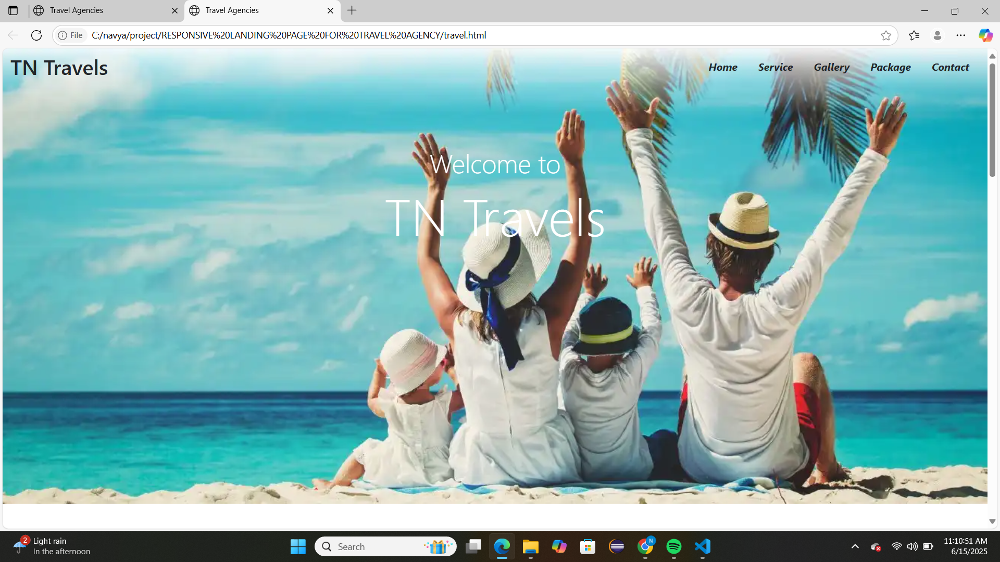 Travel Agencies
Travel Agencies
File
C:/navya/project/RESPONSIVE%20LANDING%20PAGE%20FOR%20TRAVEL%20AGENCY/travel.html
TN Travels
Home Service Gallery Package Contact
Welcome to
TN Travels
2
Light rain
In the afternoon
Search
N
11:10:51 AM
6/15/2025